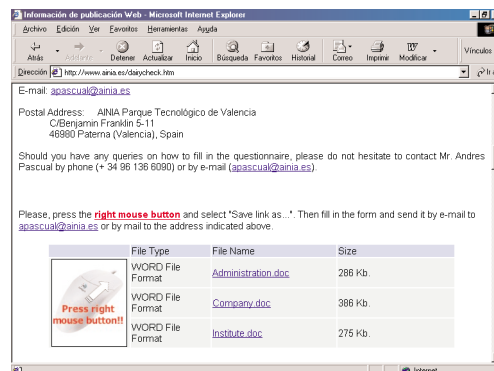 Información de publicación Web - Microsoft Internet Explorer
Archivo Edición Ver Favoritos Herramientas Ayuda
Atrás Adelante Detener Actualizar Inicio Búsqueda Favoritos Historial Correo Imprimir Modificar Vínculos
Dirección http://www.ainia.es/dairycheck.htm Ir
E-mail: apascual@ainia.es
Postal Address: AINIA Parque Tecnológico de Valencia
C/Benjamin Franklin 5-11
46980 Paterna (Valencia), Spain
Should you have any queries on how to fill in the questionnaire, please do not hesitate to contact Mr. Andres
Pascual by phone (+ 34 96 136 6090) or by e-mail (apascual@ainia.es).
Please, press the right mouse button and select "Save link as...". Then fill in the form and send it by e-mail to
apascual@ainia.es or by mail to the address indicated above.
File Type File Name Size
WORD File
Format Administration.doc 286 Kb.
WORD File
Format Company.doc 386 Kb.
WORD File
Format Institute.doc 275 Kb.
Press right
mouse button!!
Internet